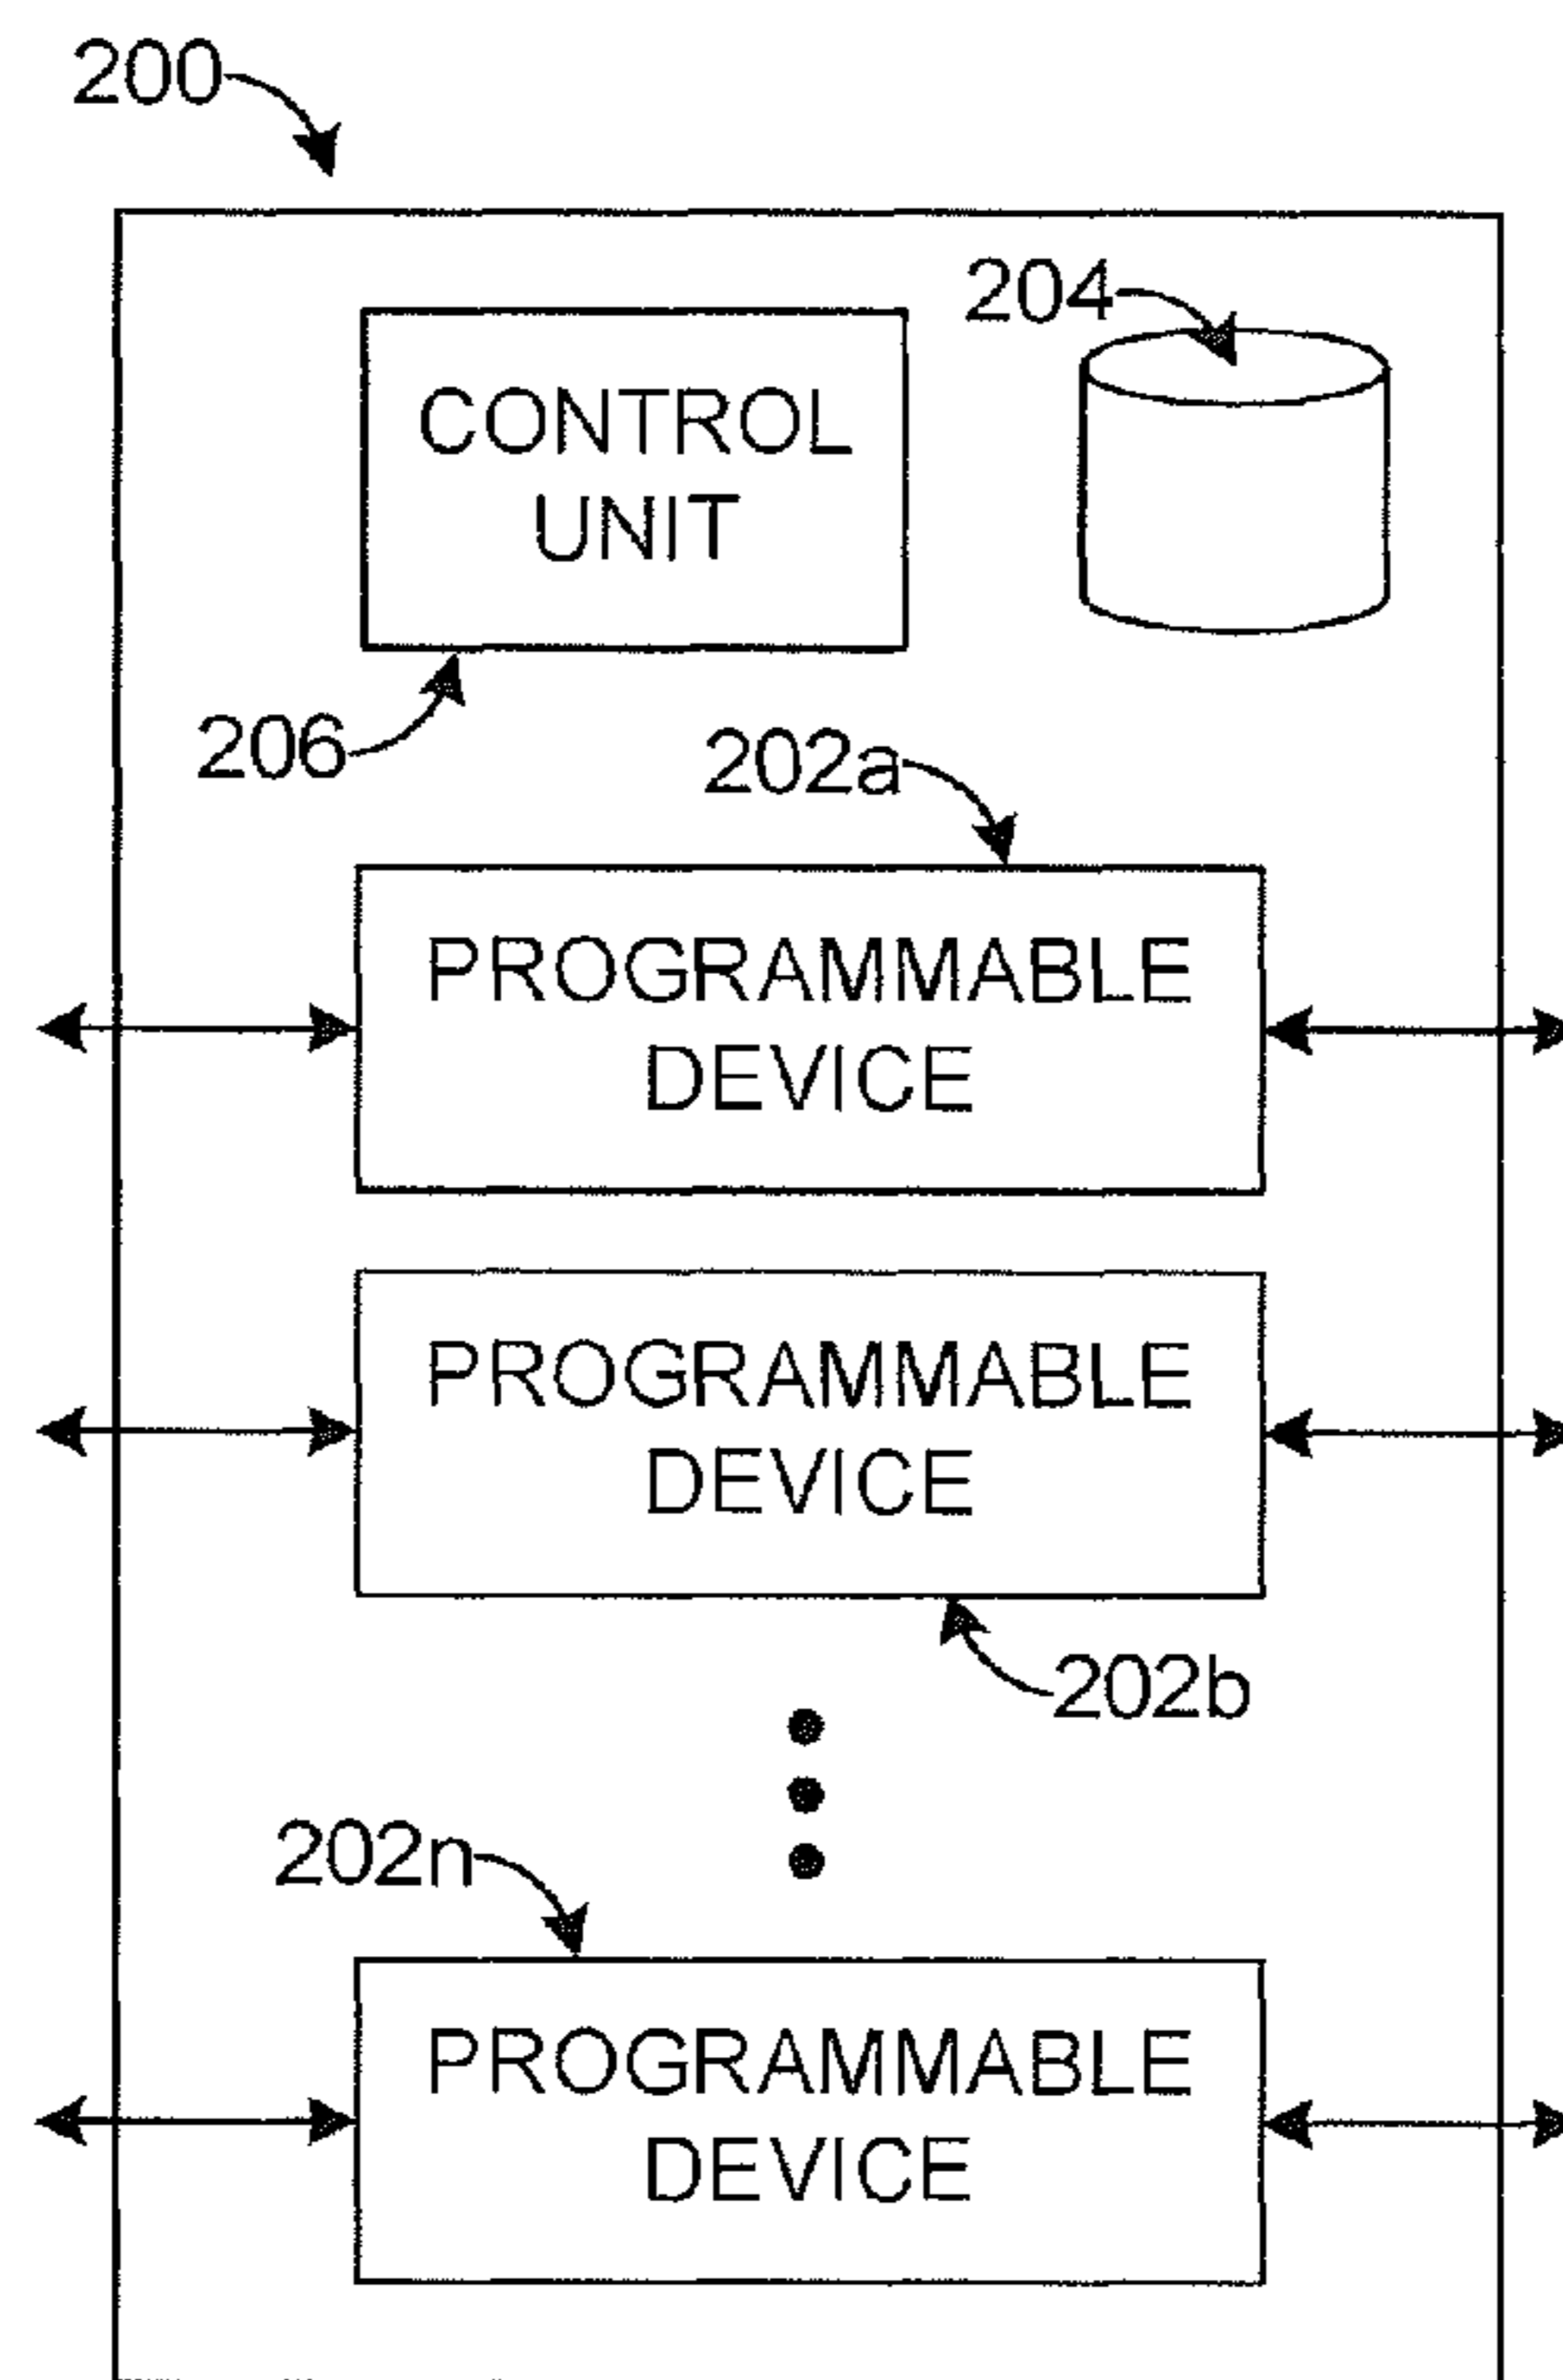 200
204
CONTROL
UNIT
206
202a
PROGRAMMABLE
DEVICE
PROGRAMMABLE
DEVICE
202b
202n
PROGRAMMABLE
DEVICE